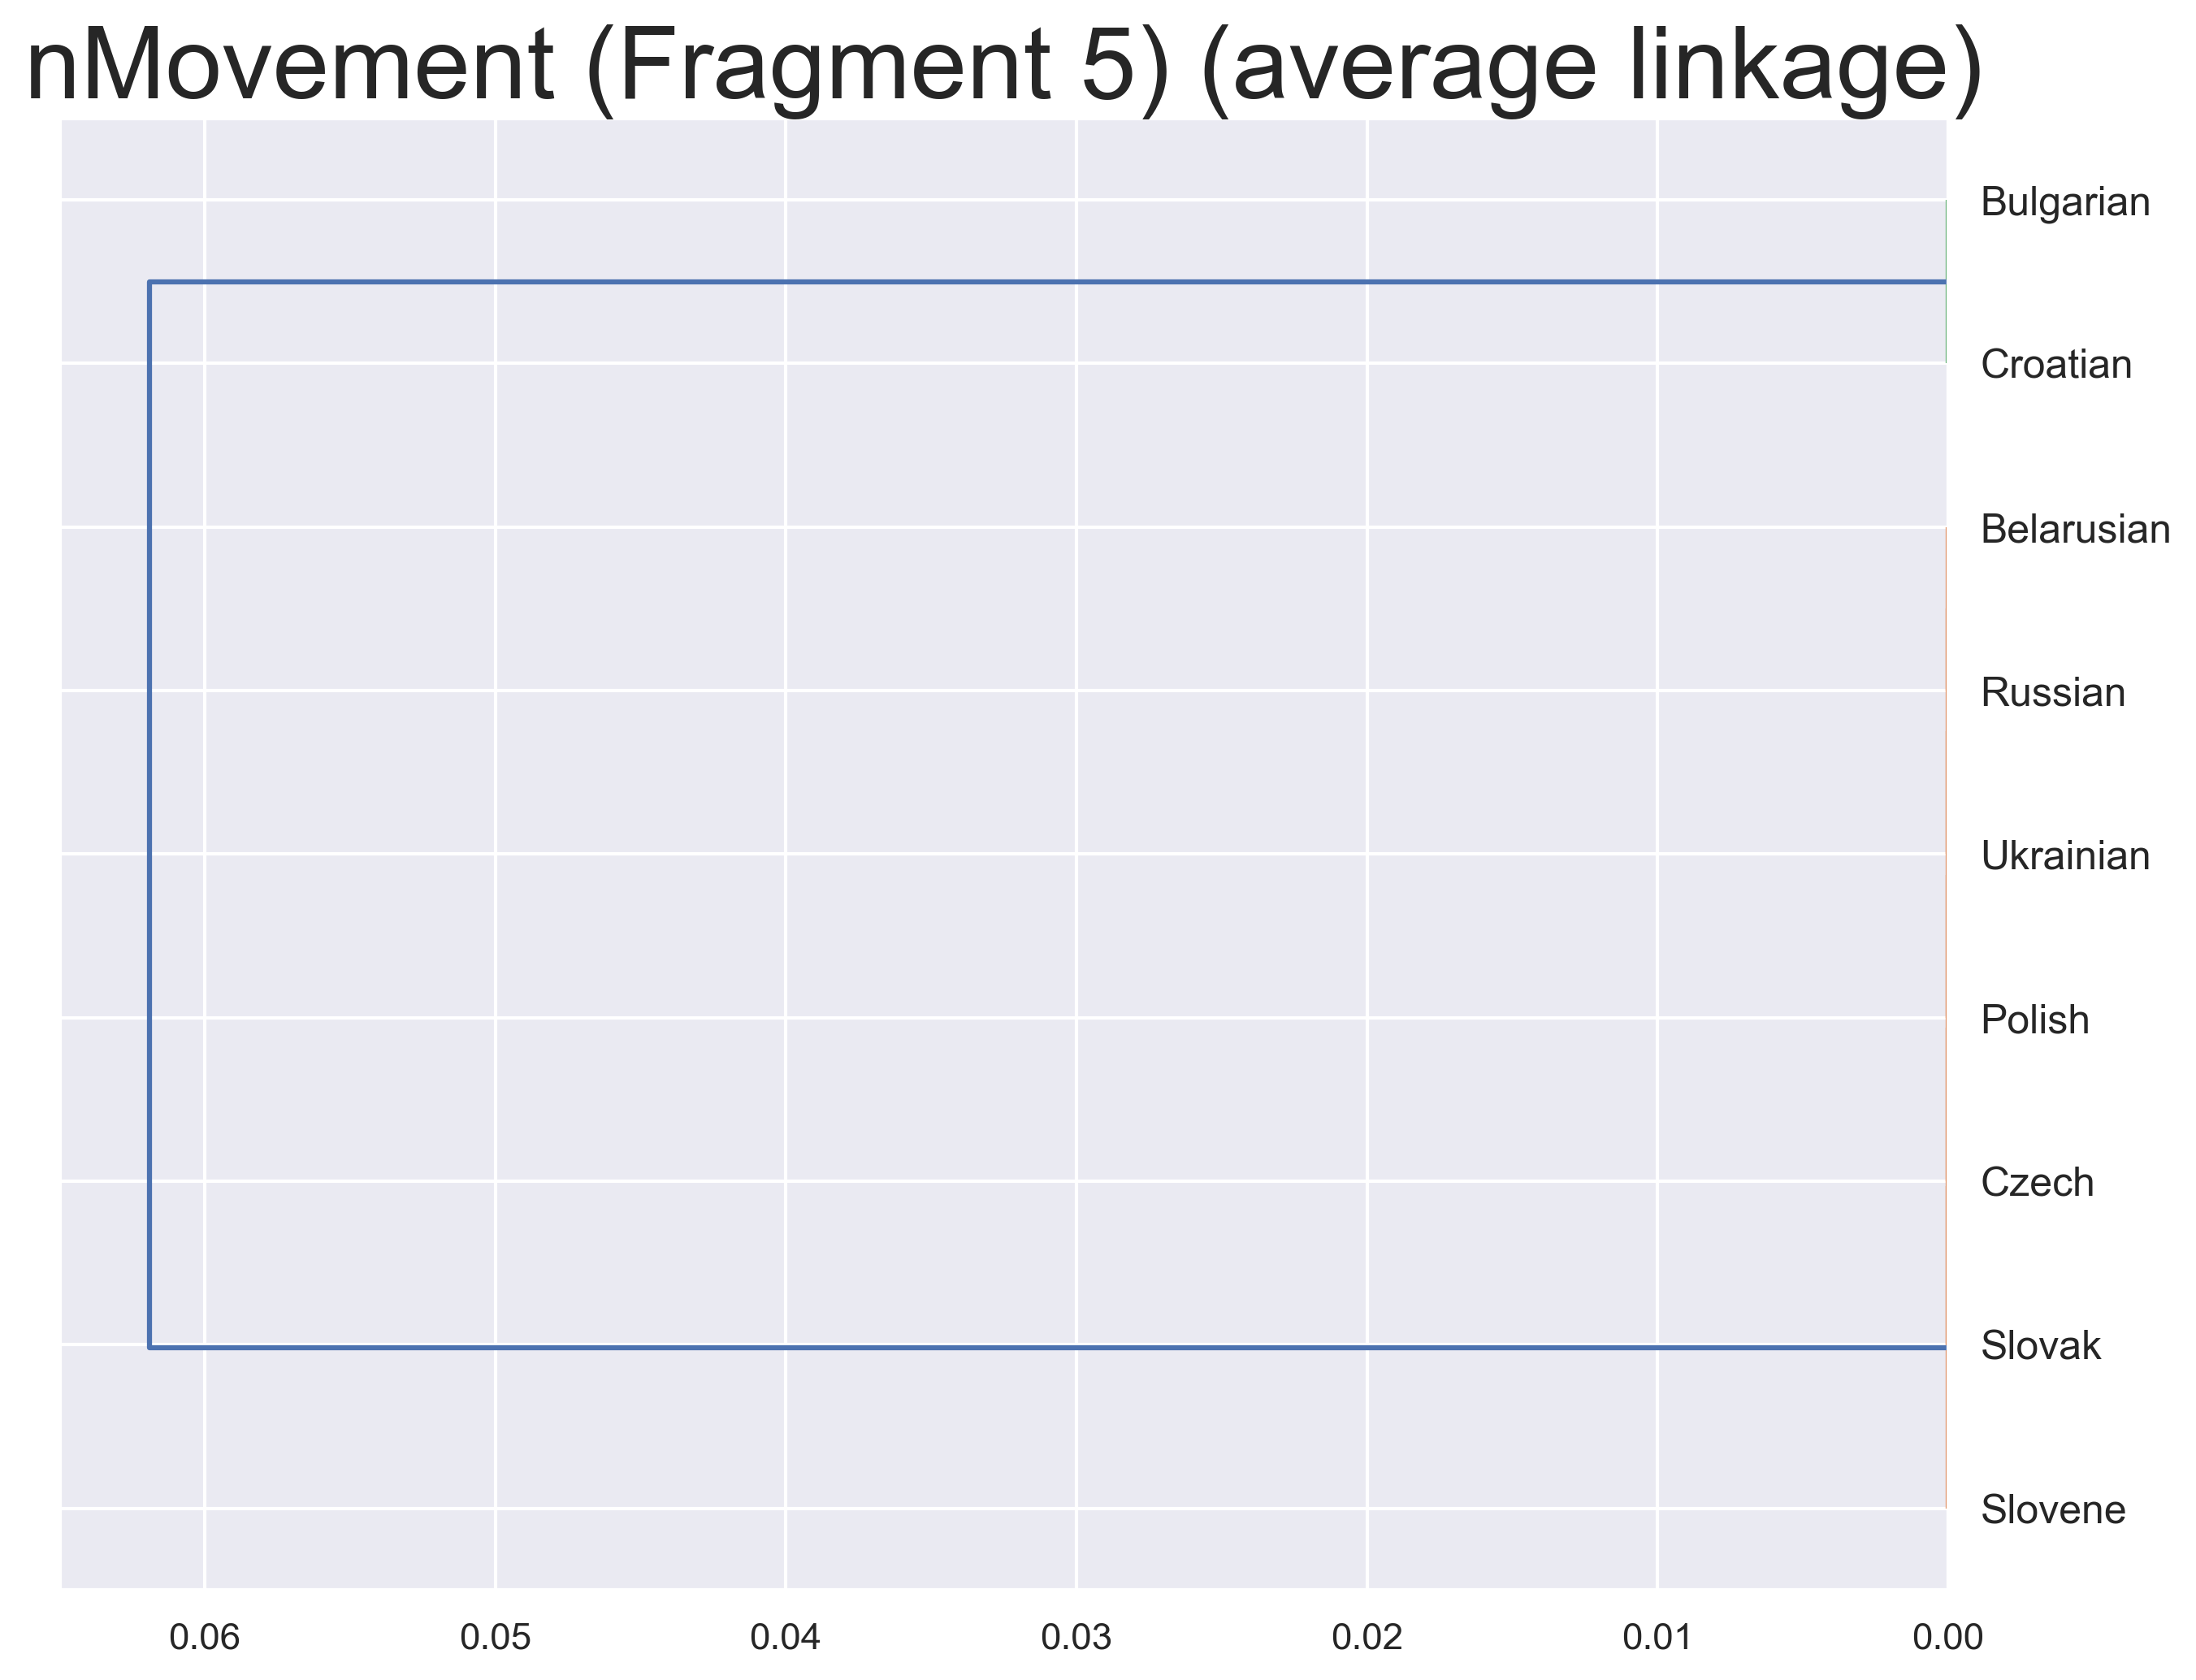 nMovement (Fragment 5) (average linkage)
Bulgarian
Croatian
Belarusian
Russian
Ukrainian
Polish
Czech
Slovak
Slovene
0.06 0.05 0.04 0.03 0.02 0.01 0.00